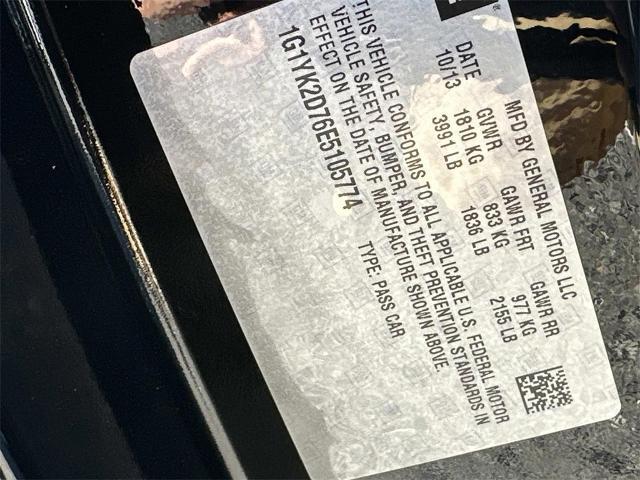 MFD BY GENERAL MOTORS LLC
DATE GVWR GAWR FRT GAWR RR
10/13 1810 KG 833 KG 977 KG
3991 LB 1836 LB 2155 LB
THIS VEHICLE CONFORMS TO ALL APPLICABLE U.S. FEDERAL MOTOR
VEHICLE SAFETY, BUMPER, AND THEFT PREVENTION STANDARDS IN
EFFECT ON THE DATE OF MANUFACTURE SHOWN ABOVE.
1G1YK2D76E5105774 TYPE: PASS CAR